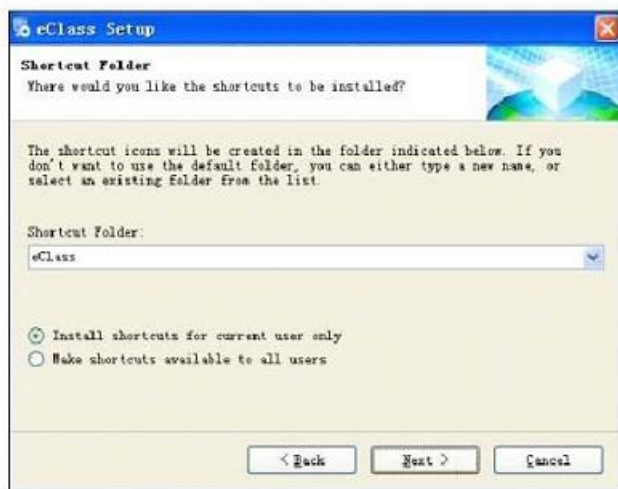 eClass Setup
Shortcut Folder
Where would you like the shortcuts to be installed?
The shortcut icons will be created in the folder indicated below. If you
don't want to use the default folder, you can either type a new name, or
select an existing folder from the list.
Shortcut Folder:
eClass
Install shortcuts for current user only
Make shortcuts available to all users
< Back Next > Cancel